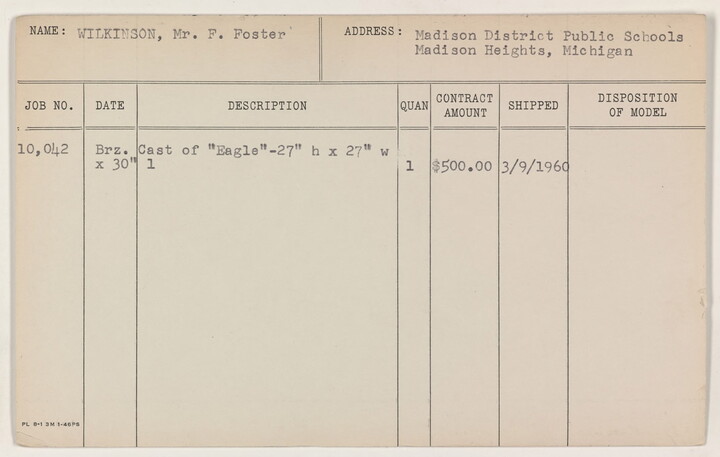 NAME: WILKINSON, Mr. F. Foster
ADDRESS: Madison District Public Schools
Madison Heights, Michigan
JOB NO. DATE DESCRIPTION QUAN CONTRACT AMOUNT SHIPPED DISPOSITION OF MODEL
10,042 Brz. Cast of "Eagle"-27" h x 27" w
x 30" l 1 $500.00 3/9/1960
PL 8-1 3M 1-46PS